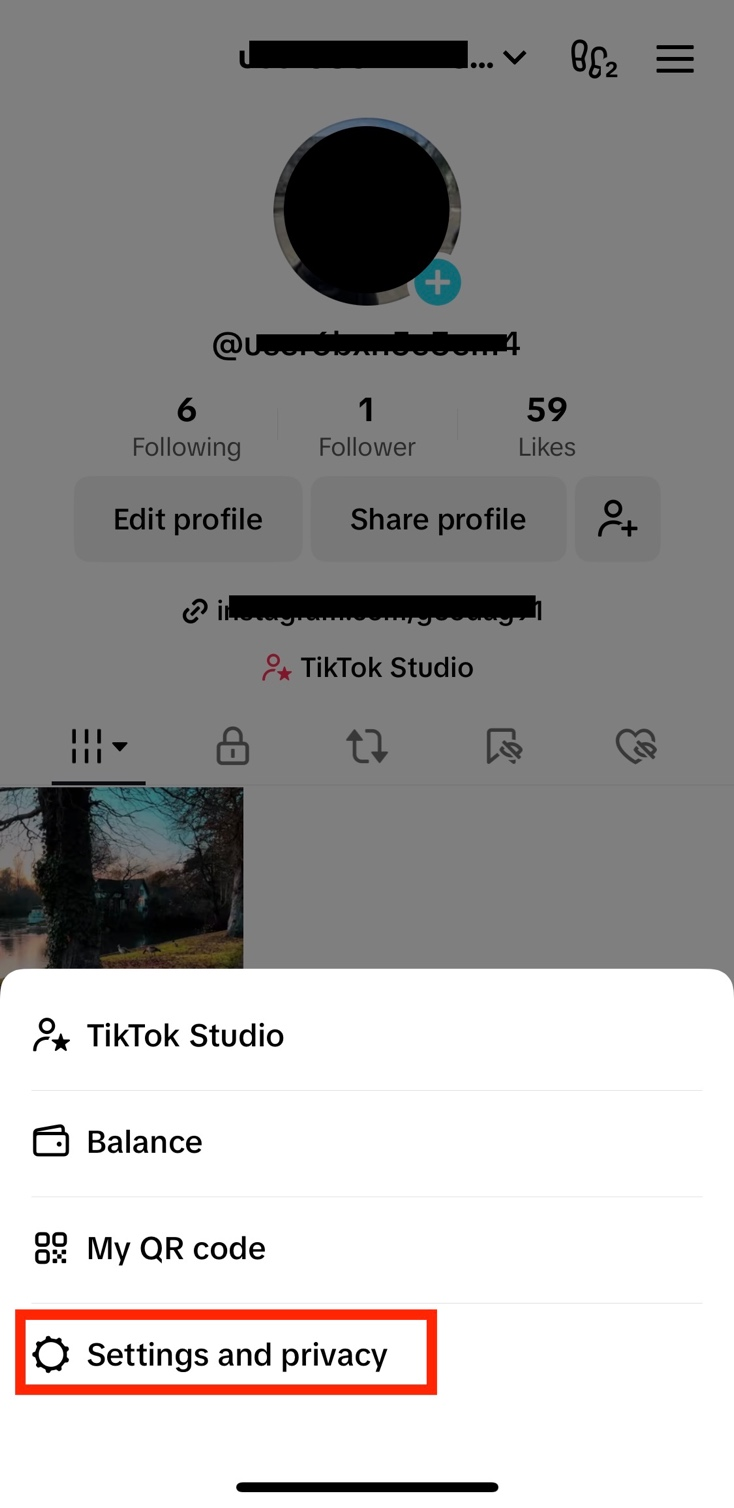 2
6
1
59
Following
Follower
Likes
Edit profile
Share profile
TikTok Studio
TikTok Studio
Balance
My QR code
Settings and privacy